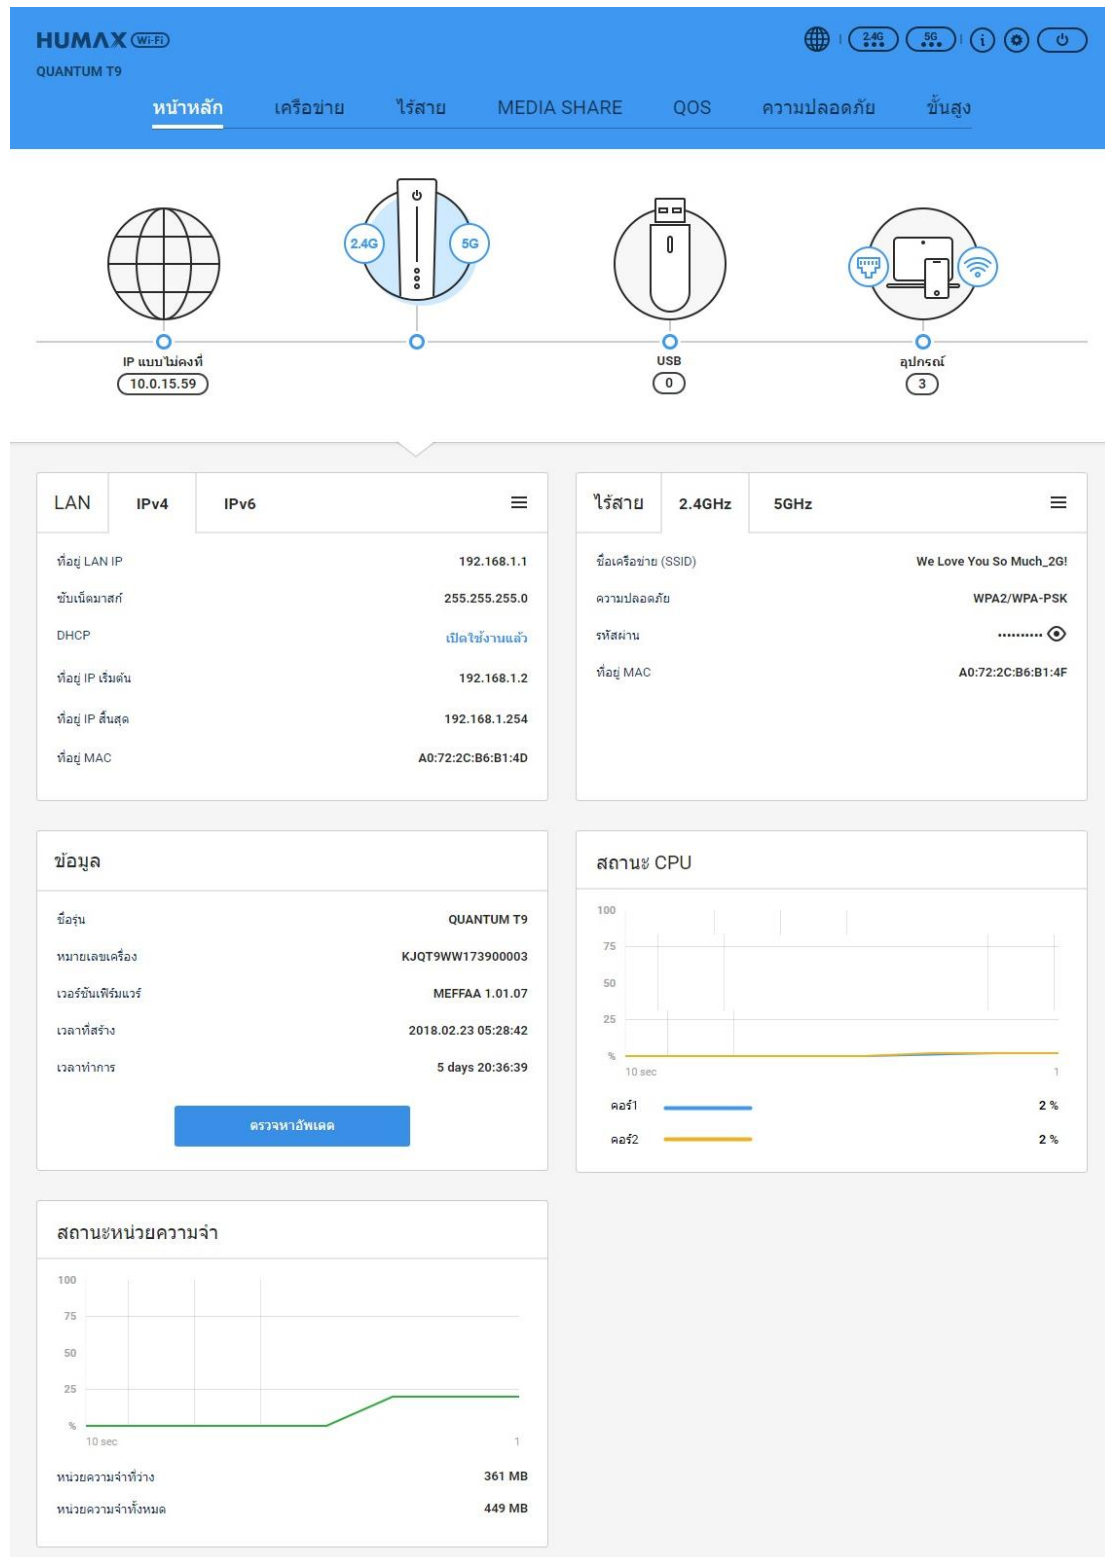 HUMAX Wi-Fi
2.4G 5G i
QUANTUM T9
หน้าหลัก เครือข่าย ไร้สาย MEDIA SHARE QOS ความปลอดภัย ขั้นสูง
2.4G 5G
IP แบบไม่คงที่ USB อุปกรณ์
10.0.15.59 0 3
LAN IPv4 IPv6
ที่อยู่ LAN IP 192.168.1.1
ซับเน็ตมาสก์ 255.255.255.0
DHCP เปิดใช้งานแล้ว
ที่อยู่ IP เริ่มต้น 192.168.1.2
ที่อยู่ IP สิ้นสุด 192.168.1.254
ที่อยู่ MAC A0:72:2C:B6:B1:4D
ไร้สาย 2.4GHz 5GHz
ชื่อเครือข่าย (SSID) We Love You So Much_2G!
ความปลอดภัย WPA2/WPA-PSK
รหัสผ่าน ··········
ที่อยู่ MAC A0:72:2C:B6:B1:4F
ข้อมูล
ชื่อรุ่น QUANTUM T9
หมายเลขเครื่อง KJQT9WW173900003
เวอร์ชันเฟิร์มแวร์ MEFFAA 1.01.07
เวลาที่สร้าง 2018.02.23 05:28:42
เวลาทำการ 5 days 20:36:39
ตรวจหาอัพเดต
สถานะ CPU
100
75
50
25
%
10 sec 1
คอร์1 2 %
คอร์2 2 %
สถานะหน่วยความจำ
100
75
50
25
%
10 sec 1
หน่วยความจำที่ว่าง 361 MB
หน่วยความจำทั้งหมด 449 MB